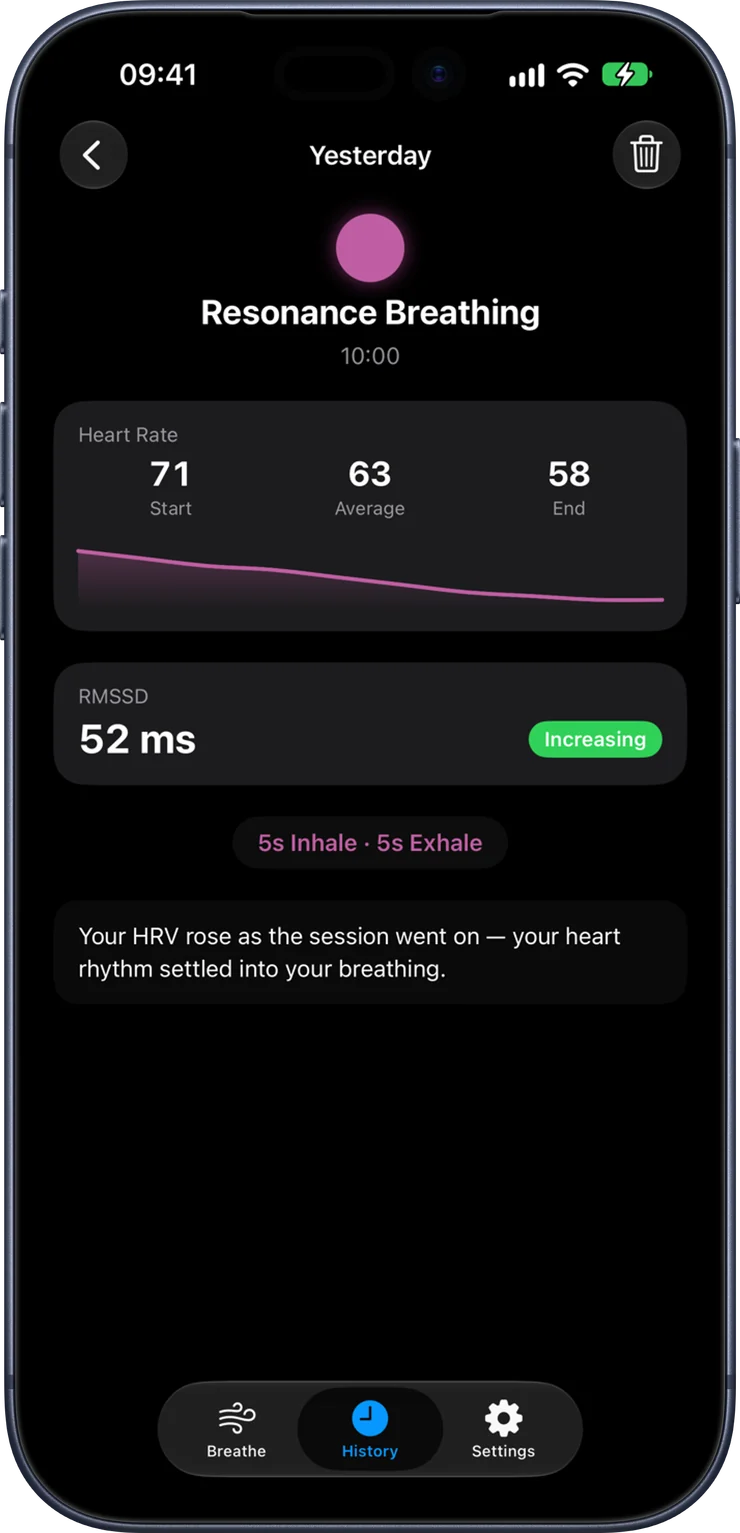 09:41
Yesterday
Resonance Breathing
10:00
Heart Rate
71 63 58
Start Average End
RMSSD
52 ms
Increasing
5s Inhale · 5s Exhale
Your HRV rose as the session went on — your heart
rhythm settled into your breathing.
Breathe History Settings